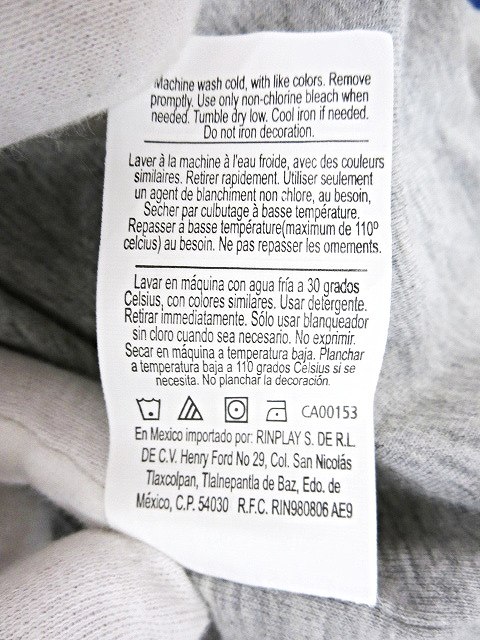 Machine wash cold, with like colors. Remove
promptly. Use only non-chlorine bleach when
needed. Tumble dry low. Cool iron if needed.
Do not iron decoration.
Laver à la machine à l'eau froide, avec des couleurs
similaires. Retirer rapidement. Utiliser seulement
un agent de blanchiment non chlore, au besoin,
Secher par culbutage à basse température.
Repasser à basse température(maximum de 110º
celcius) au besoin. Ne pas repasser les ornements.
Lavar en máquina con agua fría a 30 grados
Celsius, con colores similares. Usar detergente.
Retirar immediatamente. Sólo usar blanqueador
sin cloro cuando sea necesario. No exprimir.
Secar en máquina a temperatura baja. Planchar
a temperatura baja a 110 grados Celsius si se
necesita. No planchar la decoración.
CA00153
En Mexico importado por: RINPLAY S. DE R.L.
DE C.V. Henry Ford No 29, Col. San Nicolás
Tlaxcolpan, Tlalnepantla de Baz, Edo. de
México, C.P. 54030 R.F.C. RIN980806 AE9